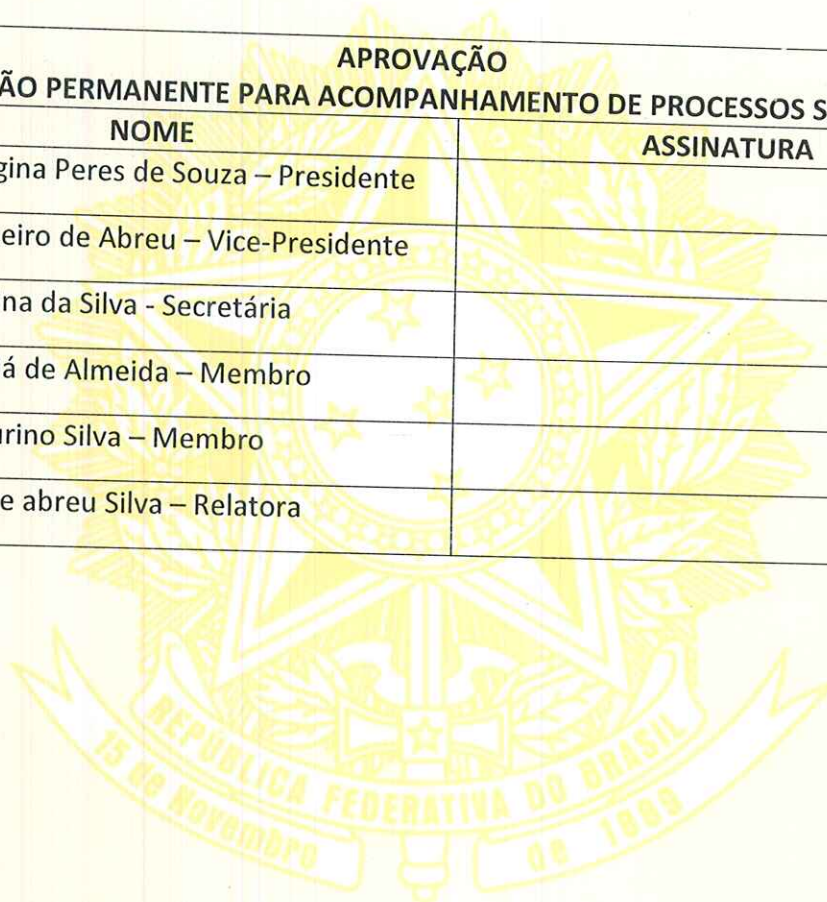 APROVAÇÃO
ÃO PERMANENTE PARA ACOMPANHAMENTO DE PROCESSOS S
NOME ASSINATURA
gina Peres de Souza – Presidente
eiro de Abreu – Vice-Presidente
na da Silva - Secretária
á de Almeida – Membro
urino Silva – Membro
e abreu Silva – Relatora
REPÚBLICA FEDERATIVA DO BRASIL
15 de Novembro de 1889